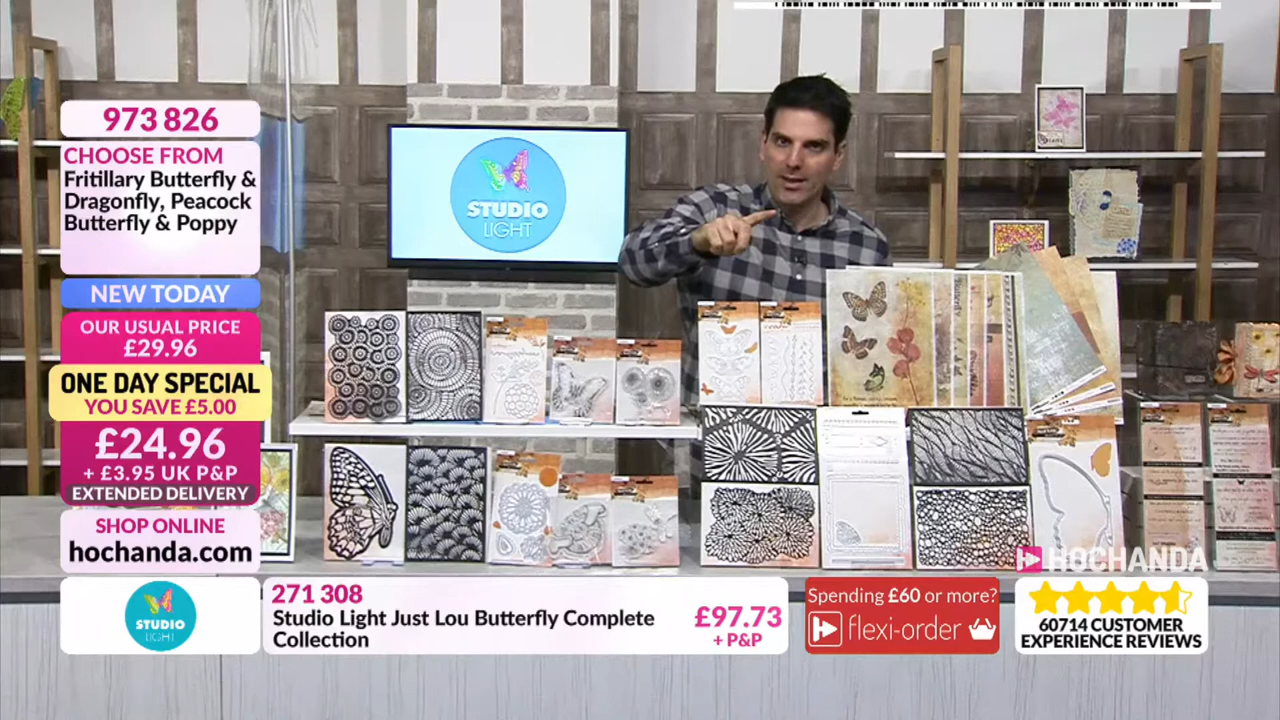 973 826
CHOOSE FROM
Fritillary Butterfly &
Dragonfly, Peacock
Butterfly & Poppy
NEW TODAY
OUR USUAL PRICE
£29.96
ONE DAY SPECIAL
YOU SAVE £5.00
£24.96
+ £3.95 UK P&P
EXTENDED DELIVERY
SHOP ONLINE
hochanda.com
STUDIO
LIGHT
HOCHANDA
STUDIO
LIGHT
271 308
Studio Light Just Lou Butterfly Complete
Collection
£97.73
+ P&P
Spending £60 or more?
flexi-order
60714 CUSTOMER
EXPERIENCE REVIEWS